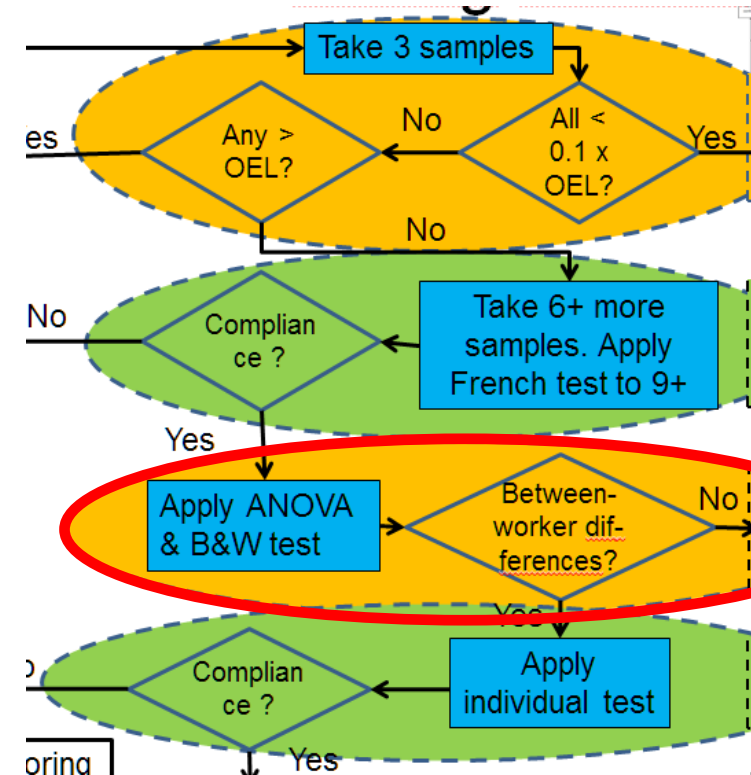 Take 3 samples
All <
0.1 x
OEL?
Yes
No
Any >
OEL?
es
No
Take 6+ more
samples. Apply
French test to 9+
Complian
ce ?
No
Yes
Apply ANOVA
& B&W test
Between-
worker dif-
ferences?
No
Yes
Apply
individual test
Complian
ce ?
o
Yes
oring